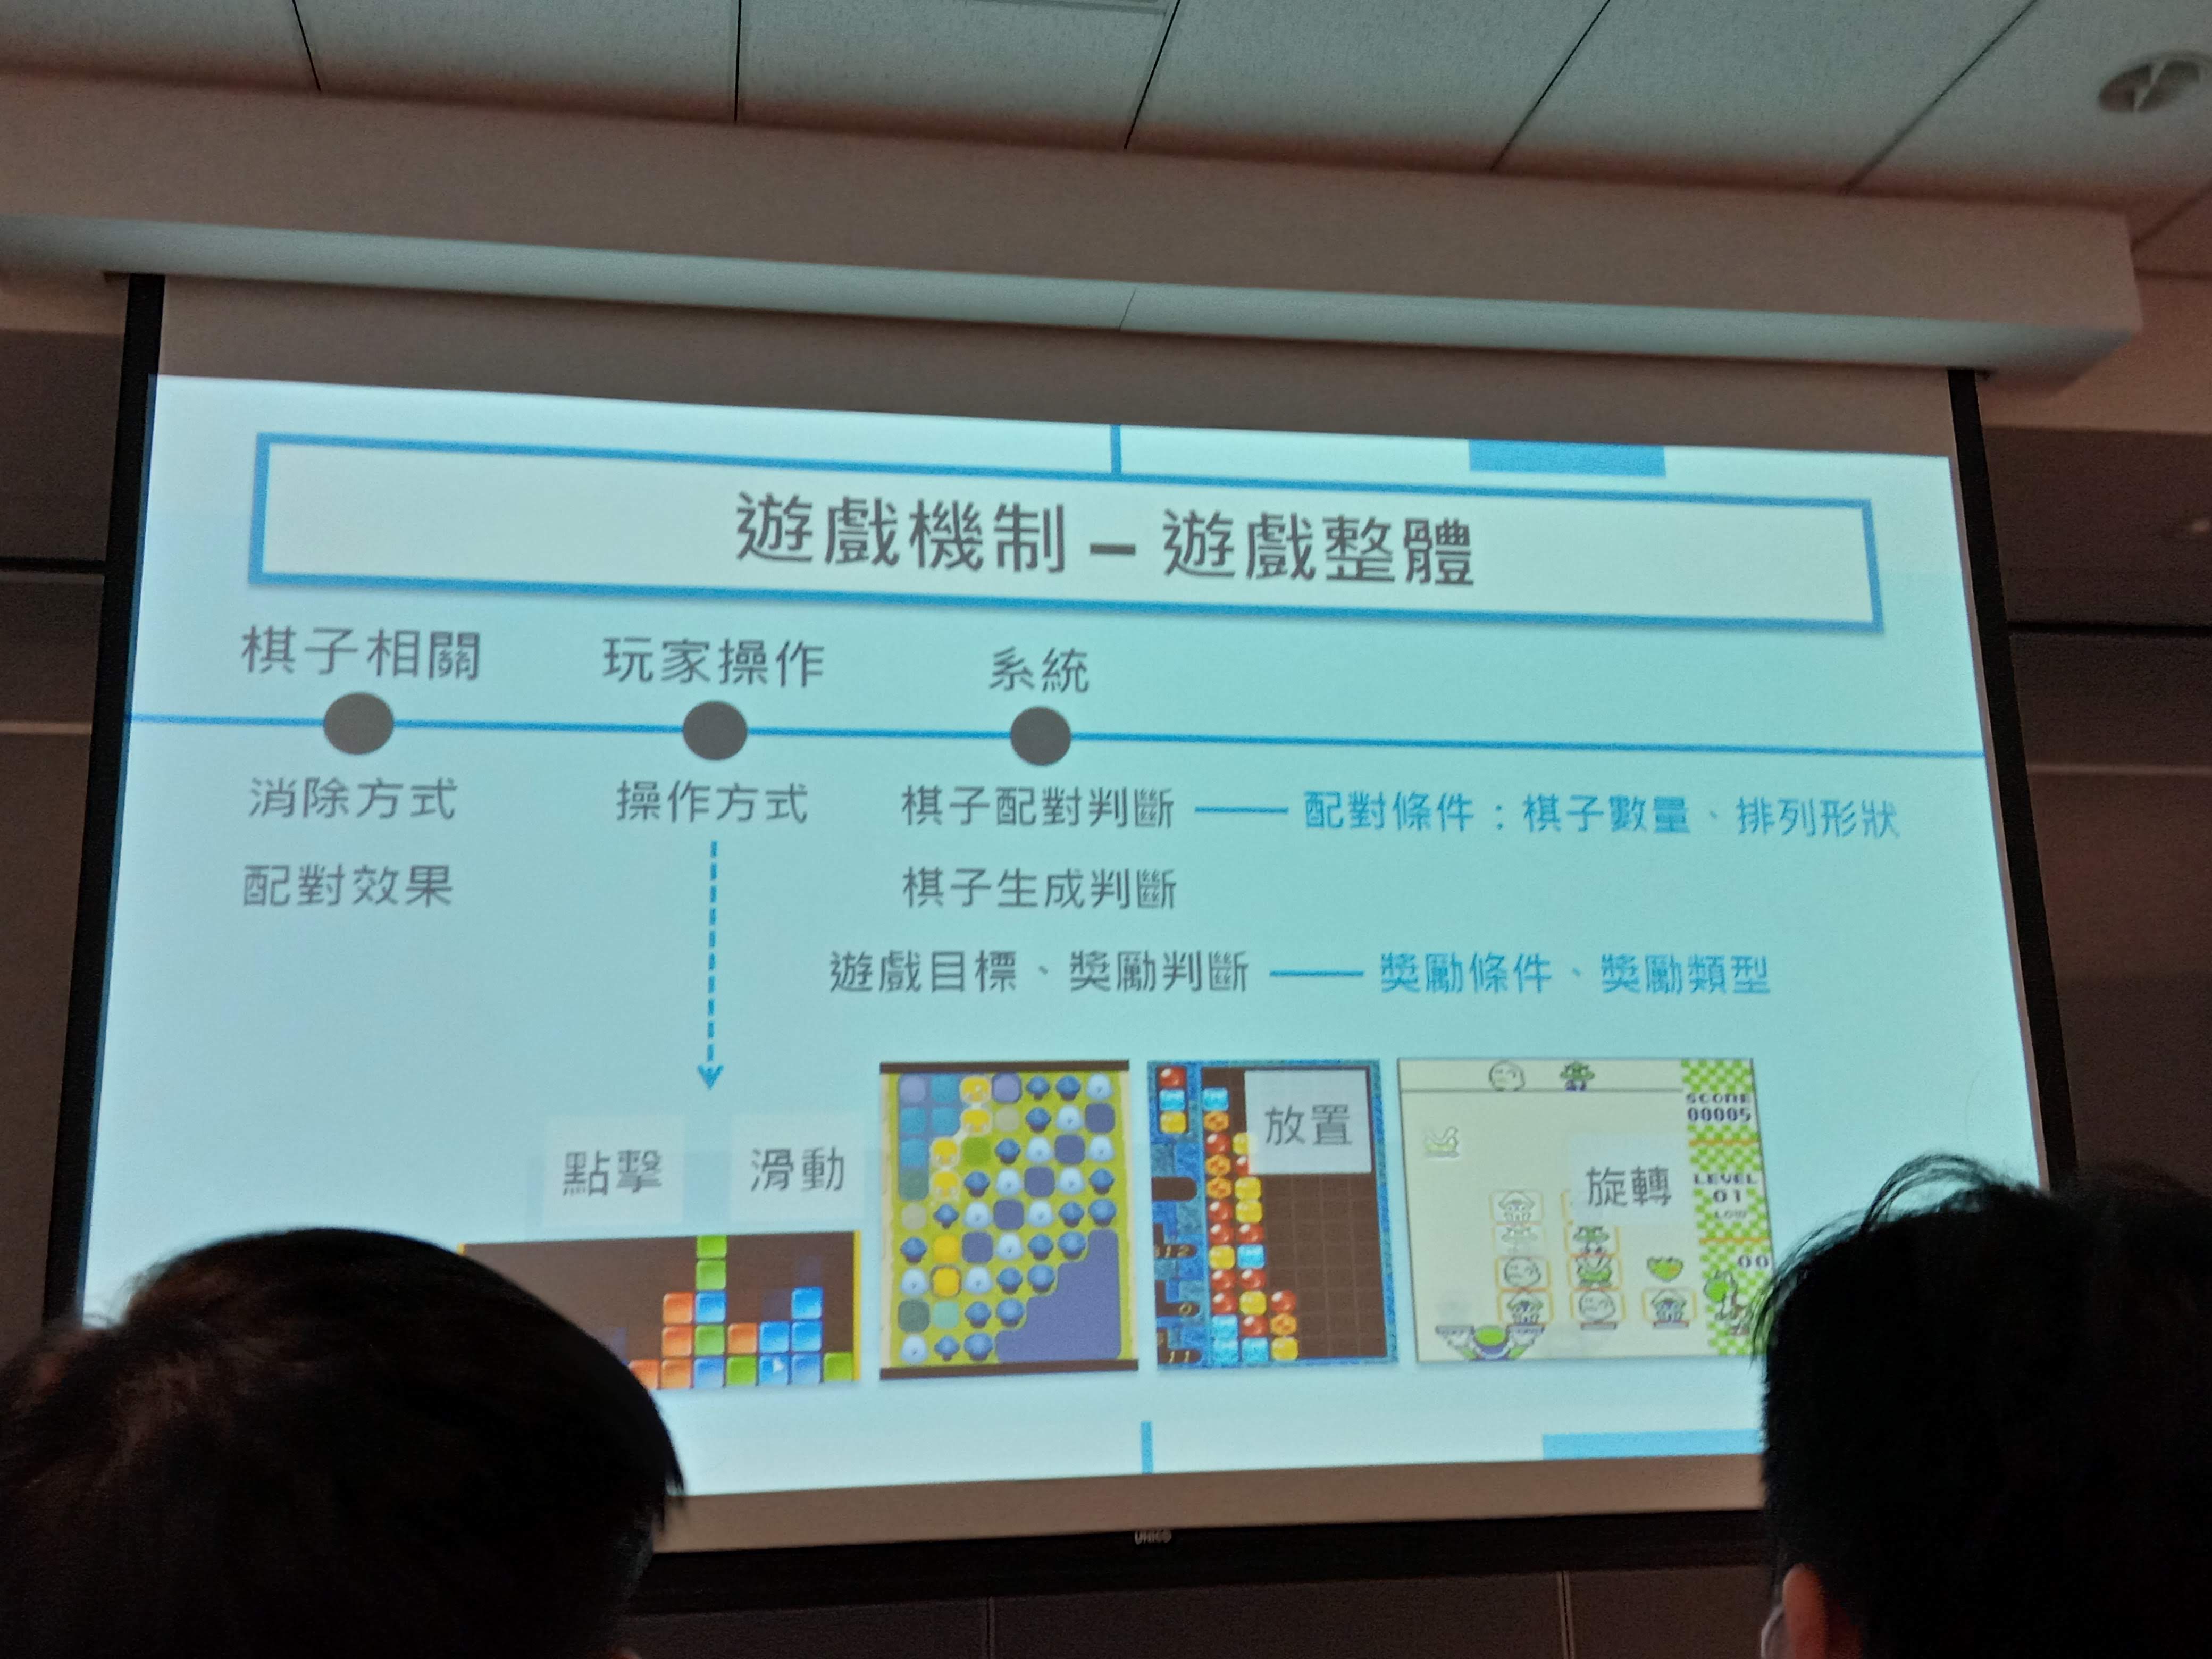 遊戲機制 – 遊戲整體
棋子相關
玩家操作
系統
消除方式
操作方式
棋子配對判斷
配對條件：棋子數量、排列形狀
配對效果
棋子生成判斷
遊戲目標、獎勵判斷
獎勵條件、獎勵類型
點擊
滑動
放置
旋轉
SCORE
00005
LEVEL
01
LOW
00
11
UNICO